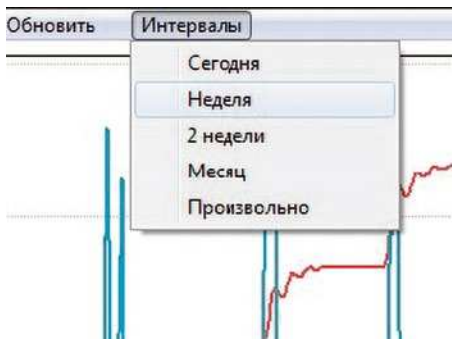 Обновить Интервалы
Сегодня
Неделя
2 недели
Месяц
Произвольно